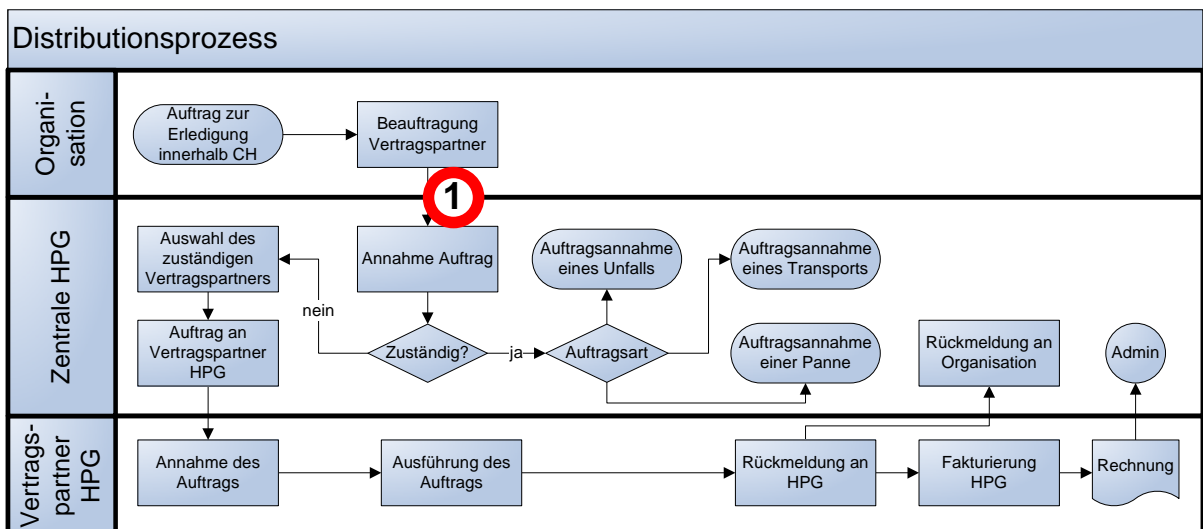 Distributionsprozess
Organi-
sation
Auftrag zur
Erledigung
innerhalb CH
Beauftragung
Vertragspartner
1
Zentrale HPG
Auswahl des
zuständigen
Vertragspartners
Annahme Auftrag
Auftragsannahme
eines Unfalls
Auftragsannahme
eines Transports
nein
Auftrag an
Vertragspartner
HPG
Zuständig?
ja
Auftragsart
Auftragsannahme
einer Panne
Rückmeldung an
Organisation
Admin
Vertrags-
partner
HPG
Annahme des
Auftrags
Ausführung des
Auftrags
Rückmeldung an
HPG
Fakturierung
HPG
Rechnung